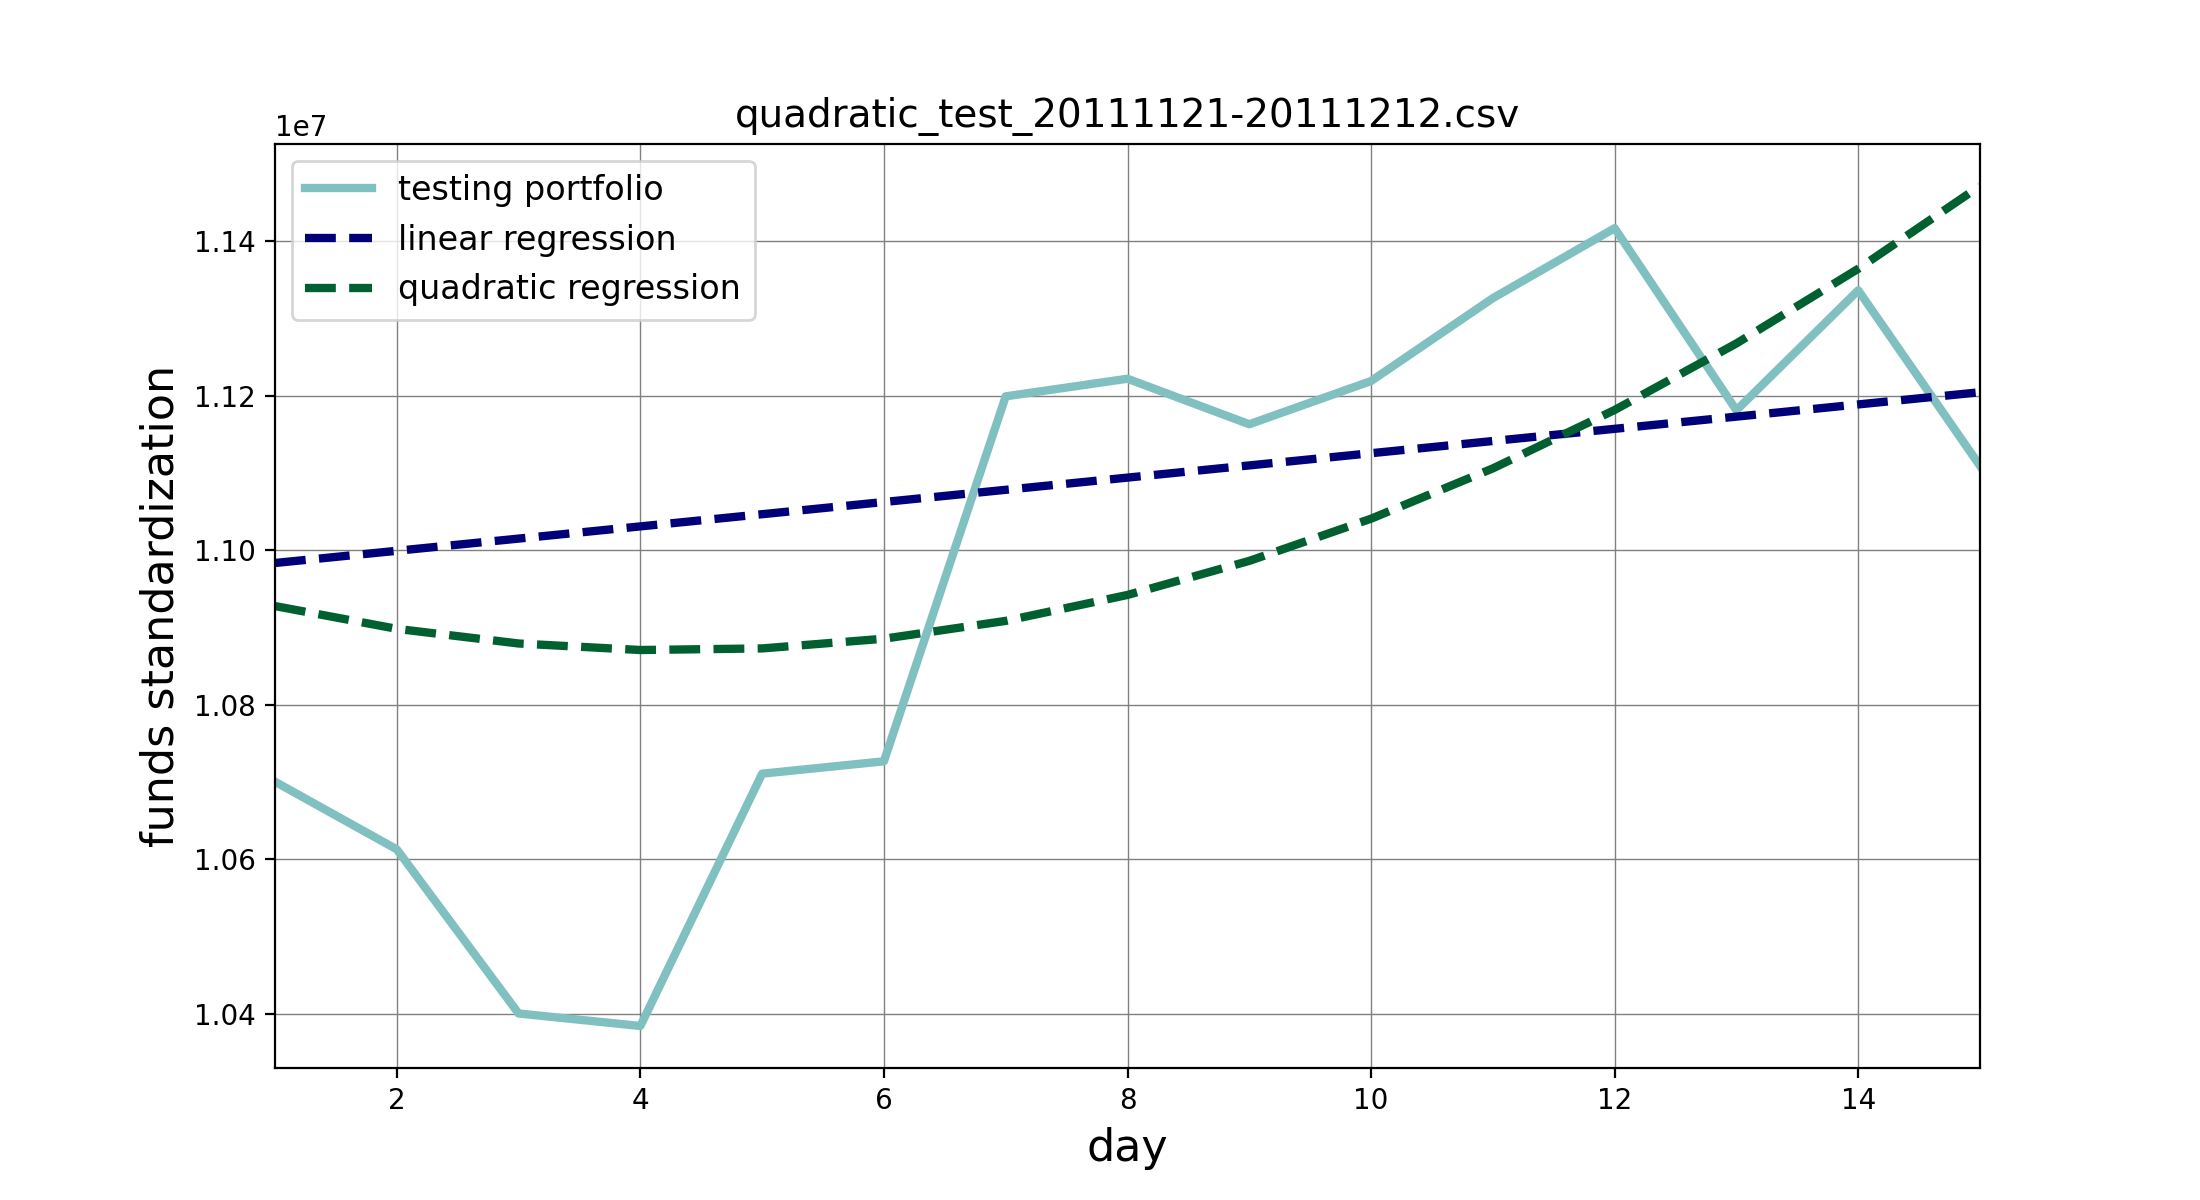 quadratic_test_20111121-20111212.csv
1e7
testing portfolio
linear regression
quadratic regression
1.14
1.12
1.10
1.08
1.06
1.04
funds standardization
2 4 6 8 10 12 14
day